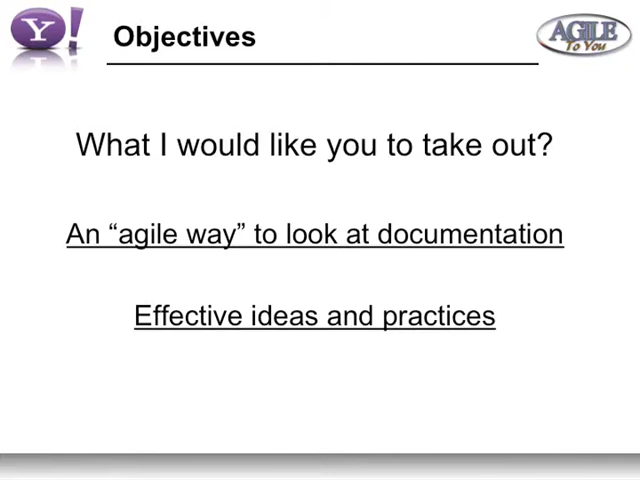 Y!
Objectives
AGILE
To You
What I would like you to take out?
An “agile way” to look at documentation
Effective ideas and practices